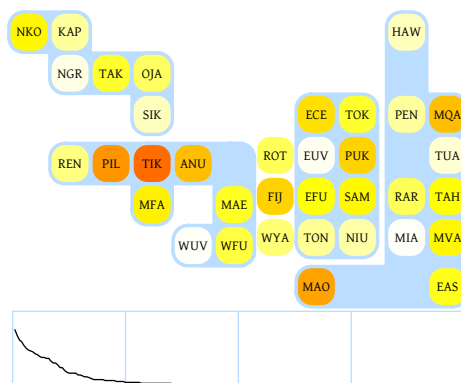 NKO KAP HAW
NGR TAK OJA
SIK ECE TOK PEN MQA
REN PIL TIK ANU ROT EUV PUK TUA
MFA MAE FIJ EFU SAM RAR TAH
WUV WFU WYA TON NIU MIA MVA
MAO EAS